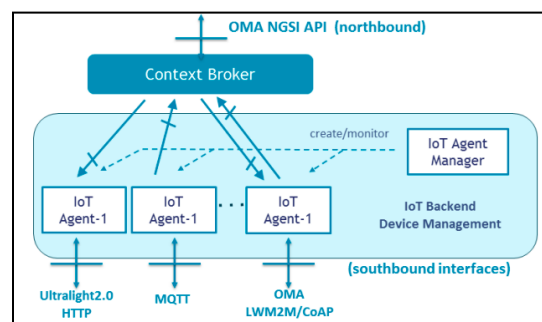 OMA NGSI API (northbound)
Context Broker
create/monitor
IoT Agent
Manager
IoT
Agent-1
IoT
Agent-1
. . .
IoT
Agent-1
IoT Backend
Device Management
(southbound interfaces)
Ultralight2.0
HTTP
MQTT
OMA
LWM2M/CoAP